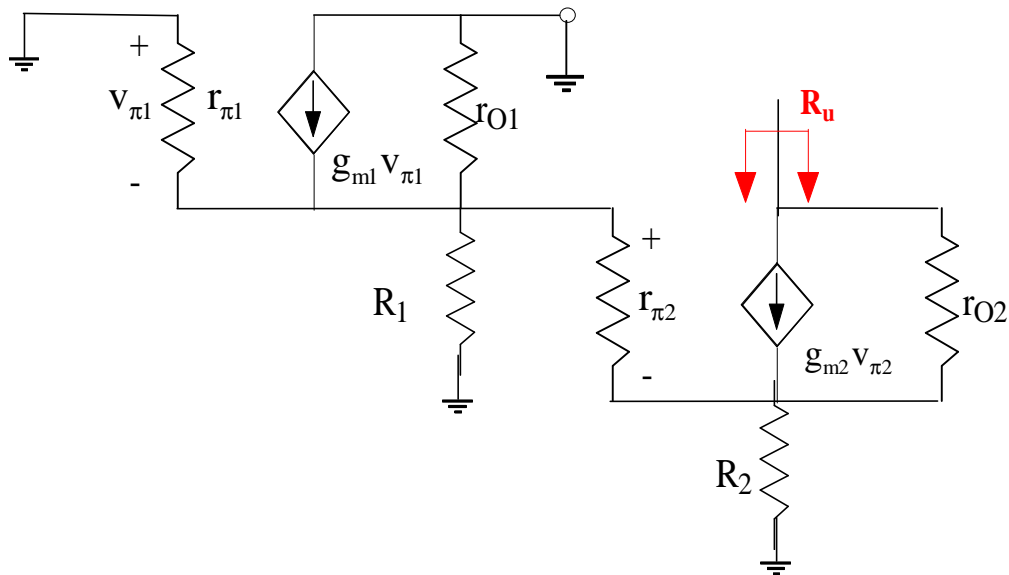 +
v_π1
r_π1
-
g_m1 v_π1
r_O1
R_u
R_1
+
r_π2
-
g_m2 v_π2
r_O2
R_2